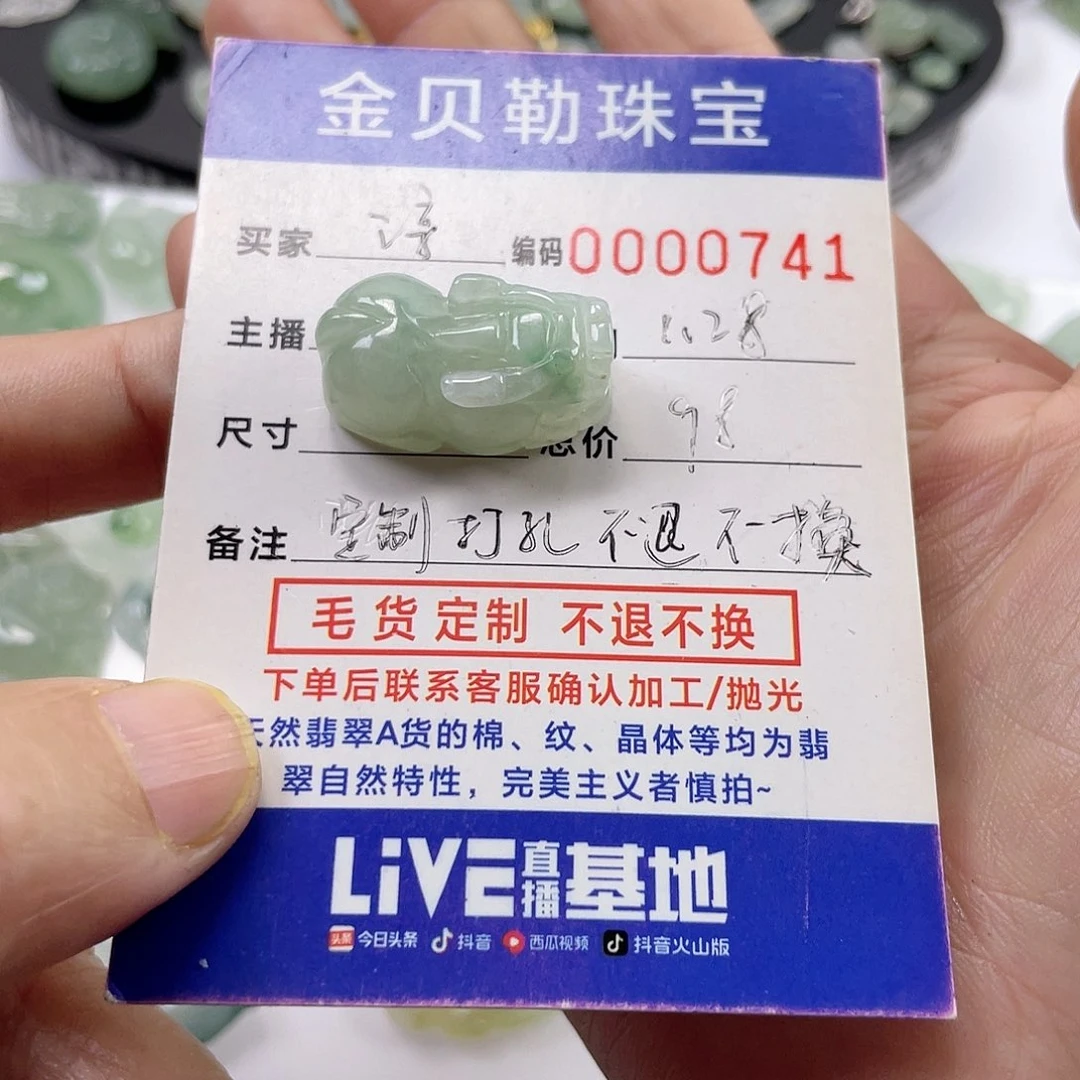 金贝勒珠宝
买家 编码0000741
主播 11.28
尺寸 总价 98
备注 定制 打孔 不退不换
毛货定制 不退不换
下单后联系客服确认加工/抛光
天然翡翠A货的棉、纹、晶体等均为翡
翠自然特性，完美主义者慎拍~
LiVE直播基地
头条 今日头条 抖音 西瓜视频 抖音火山版